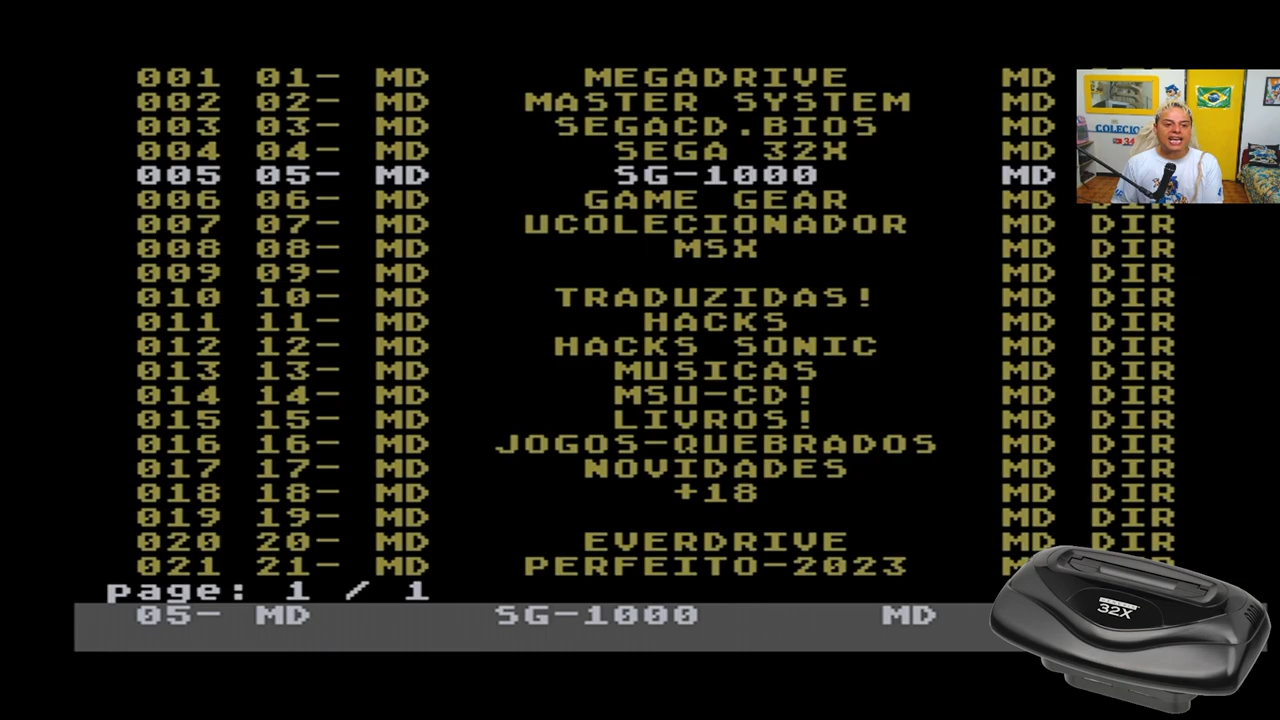 001 01- MD MEGADRIVE MD
002 02- MD MASTER SYSTEM MD
003 03- MD SEGACD.BIOS MD
004 04- MD SEGA 32X MD
005 05- MD SG-1000 MD
006 06- MD GAME GEAR MD DIR
007 07- MD UCOLECIONADOR MD DIR
008 08- MD MSX MD DIR
009 09- MD MD DIR
010 10- MD TRADUZIDAS! MD DIR
011 11- MD HACKS MD DIR
012 12- MD HACKS SONIC MD DIR
013 13- MD MUSICAS MD DIR
014 14- MD MSU-CD! MD DIR
015 15- MD LIVROS! MD DIR
016 16- MD JOGOS-QUEBRADOS MD DIR
017 17- MD NOVIDADES MD DIR
018 18- MD +18 MD DIR
019 19- MD MD DIR
020 20- MD EVERDRIVE MD DIR
021 21- MD PERFEITO-2023
page: 1 / 1
05- MD SG-1000 MD
COLECIO
34
32X